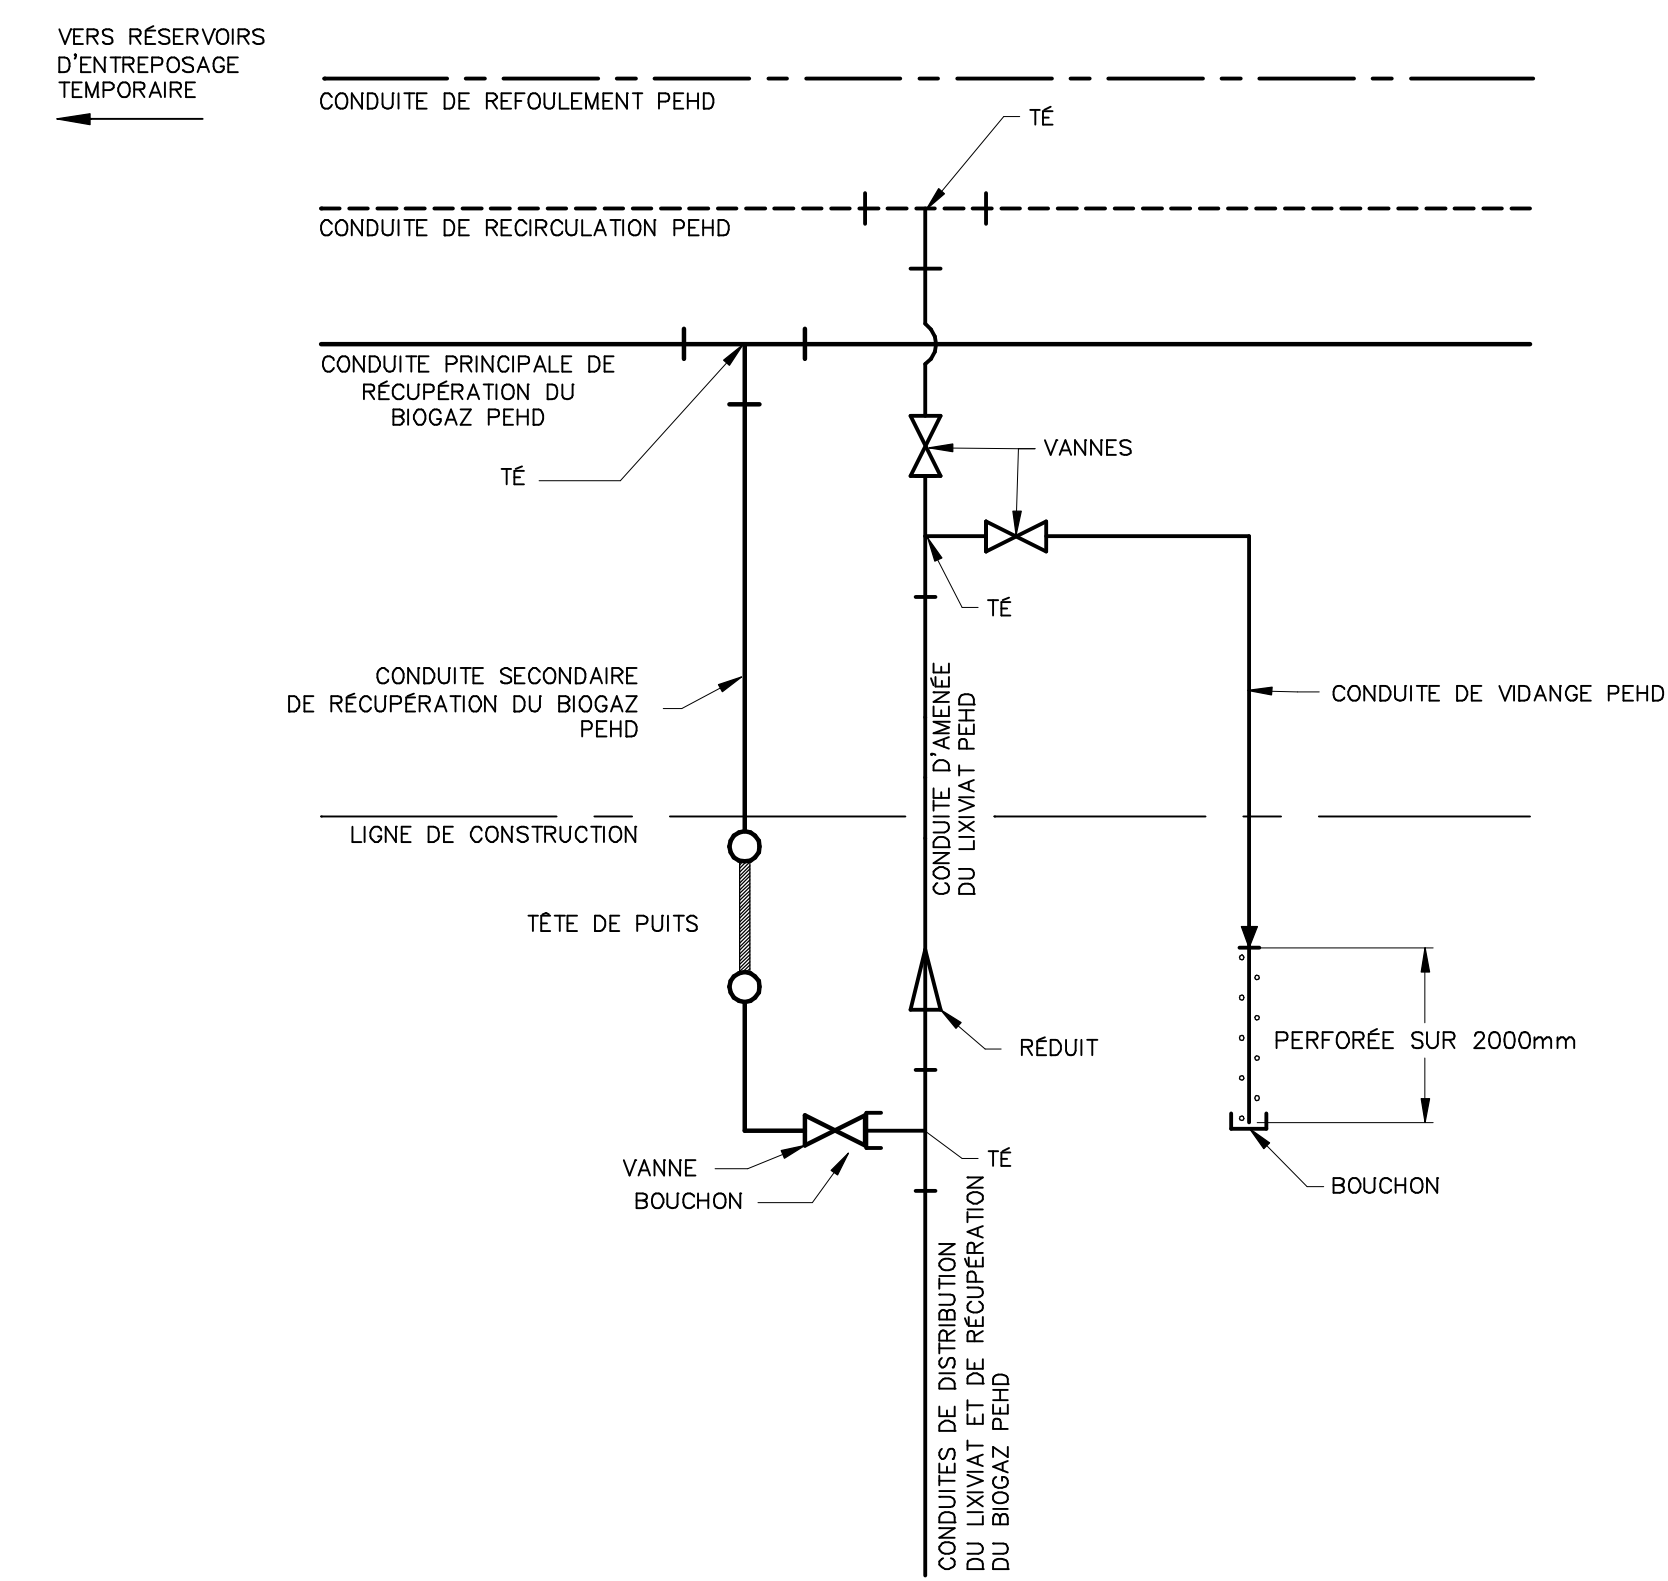 VERS RÉSERVOIRS
D'ENTREPOSAGE
TEMPORAIRE
CONDUITE DE REFOULEMENT PEHD
TÉ
CONDUITE DE RECIRCULATION PEHD
CONDUITE PRINCIPALE DE
RÉCUPÉRATION DU
BIOGAZ PEHD
VANNES
TÉ
TÉ
CONDUITE SECONDAIRE
DE RÉCUPÉRATION DU BIOGAZ
PEHD
CONDUITE D'AMENÉE
DU LIXIVIAT PEHD
CONDUITE DE VIDANGE PEHD
LIGNE DE CONSTRUCTION
TÊTE DE PUITS
RÉDUIT
PERFORÉE SUR 2000mm
VANNE
BOUCHON
TÉ
BOUCHON
CONDUITES DE DISTRIBUTION
DU LIXIVIAT ET DE RÉCUPÉRATION
DU BIOGAZ PEHD